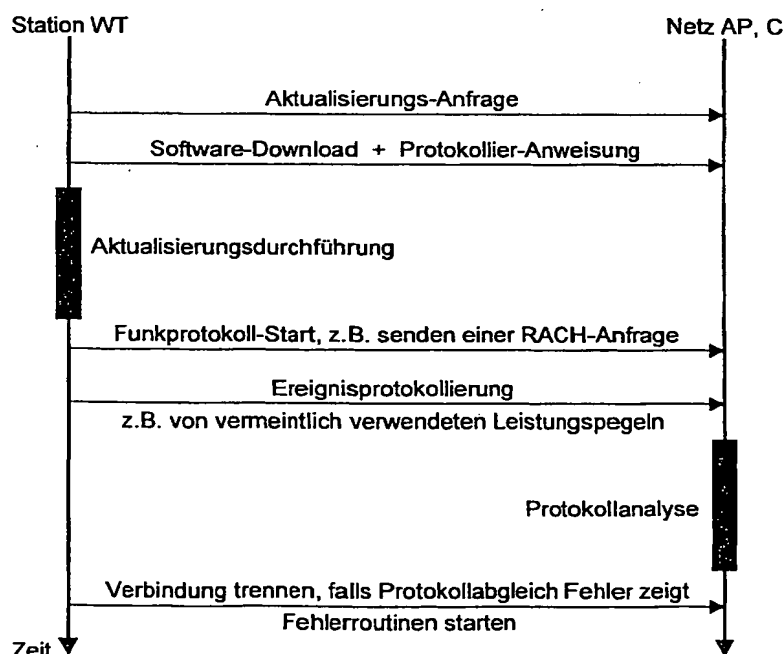 Station WT
Netz AP, C
Aktualisierungs-Anfrage
Software-Download + Protokollier-Anweisung
Aktualisierungsdurchführung
Funkprotokoll-Start, z.B. senden einer RACH-Anfrage
Ereignisprotokollierung
z.B. von vermeintlich verwendeten Leistungspegeln
Protokollanalyse
Verbindung trennen, falls Protokollabgleich Fehler zeigt
Fehlerroutinen starten
Zeit